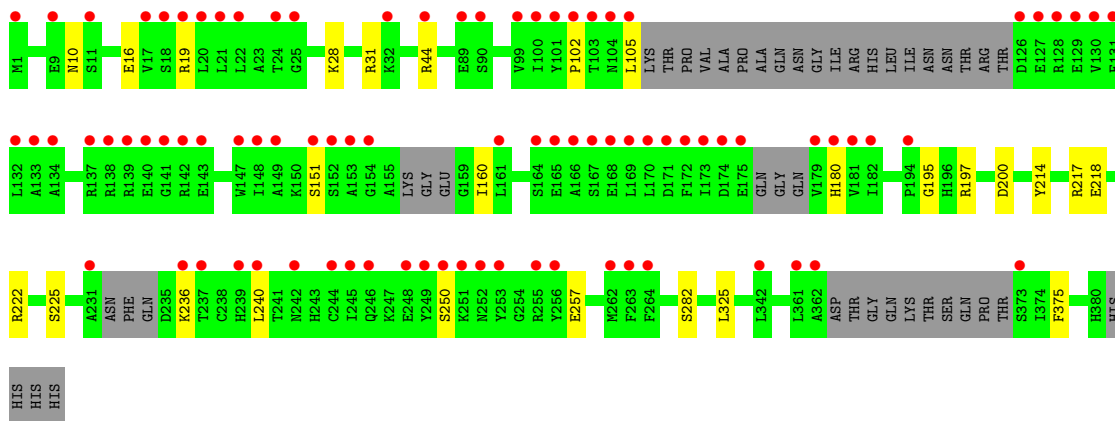 M1 E9 N10 S11 E16 V17 S18 R19 L20 L21 L22 A23 T24 G25 K28 R31 K32 R44 E89 S90 V99 I100 Y101 P102 T103 N104 L105 LYS THR PRO VAL ALA PRO ALA GLN ASN GLY ILE ARG HIS LEU ILE ASN ASN THR ARG THR D126 E127 R128 E129 V130 E131
L132 A133 A134 R137 R138 R139 E140 G141 R142 E143 W147 I148 A149 K150 S151 S152 A153 G154 A155 LYS GLY GLU G159 I160 L161 S164 E165 A166 S167 E168 L169 L170 D171 F172 I173 D174 E175 GLN GLY GLN V179 H180 V181 I182 P194 G195 H196 R197 D200 Y214 R217 E218
R222 S225 A231 ASN PHE GLN D235 K236 T237 C238 H239 L240 T241 N242 H243 C244 I245 Q246 K247 E248 Y249 S250 K251 N252 Y253 G254 R255 Y256 E257 M262 F263 F264 S282 L325 L342 L361 A362 ASP THR GLY GLN LYS THR SER GLN PRO THR S373 I374 F375 H380 HIS
HIS HIS HIS